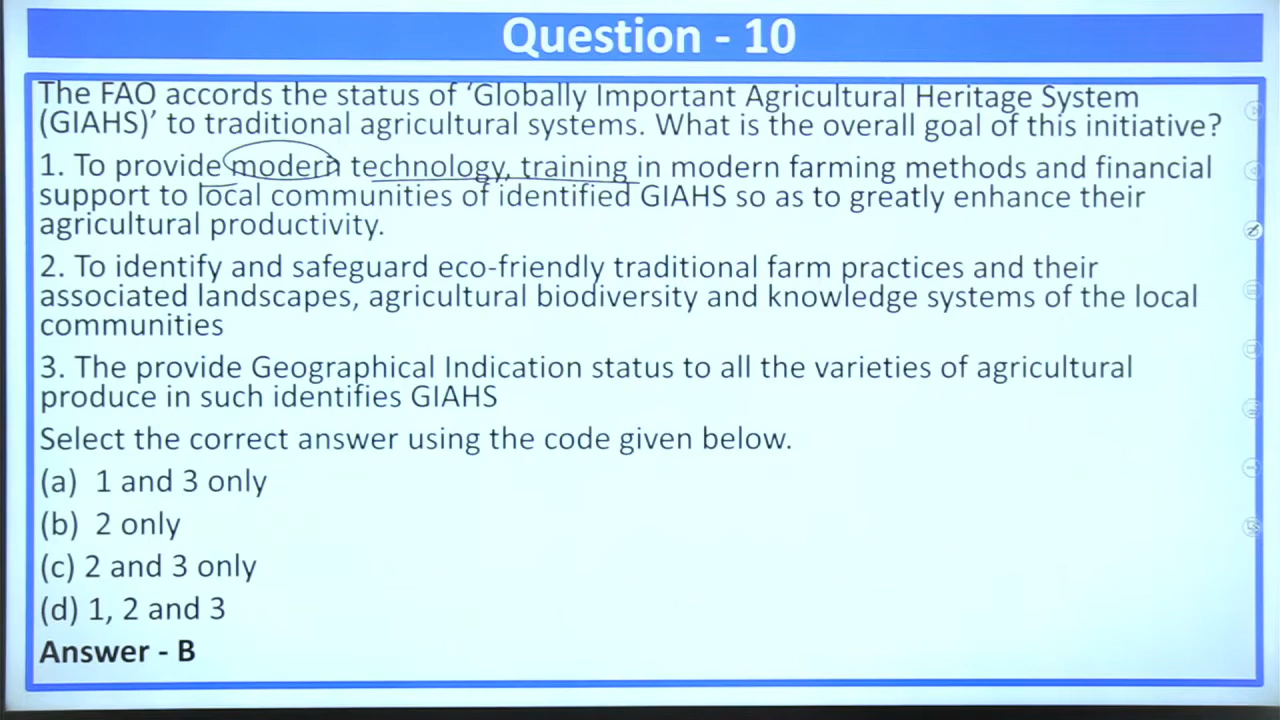 Question - 10
The FAO accords the status of ‘Globally Important Agricultural Heritage System
(GIAHS)’ to traditional agricultural systems. What is the overall goal of this initiative?
1. To provide modern technology, training in modern farming methods and financial
support to local communities of identified GIAHS so as to greatly enhance their
agricultural productivity.
2. To identify and safeguard eco-friendly traditional farm practices and their
associated landscapes, agricultural biodiversity and knowledge systems of the local
communities
3. The provide Geographical Indication status to all the varieties of agricultural
produce in such identifies GIAHS
Select the correct answer using the code given below.
(a) 1 and 3 only
(b) 2 only
(c) 2 and 3 only
(d) 1, 2 and 3
Answer - B